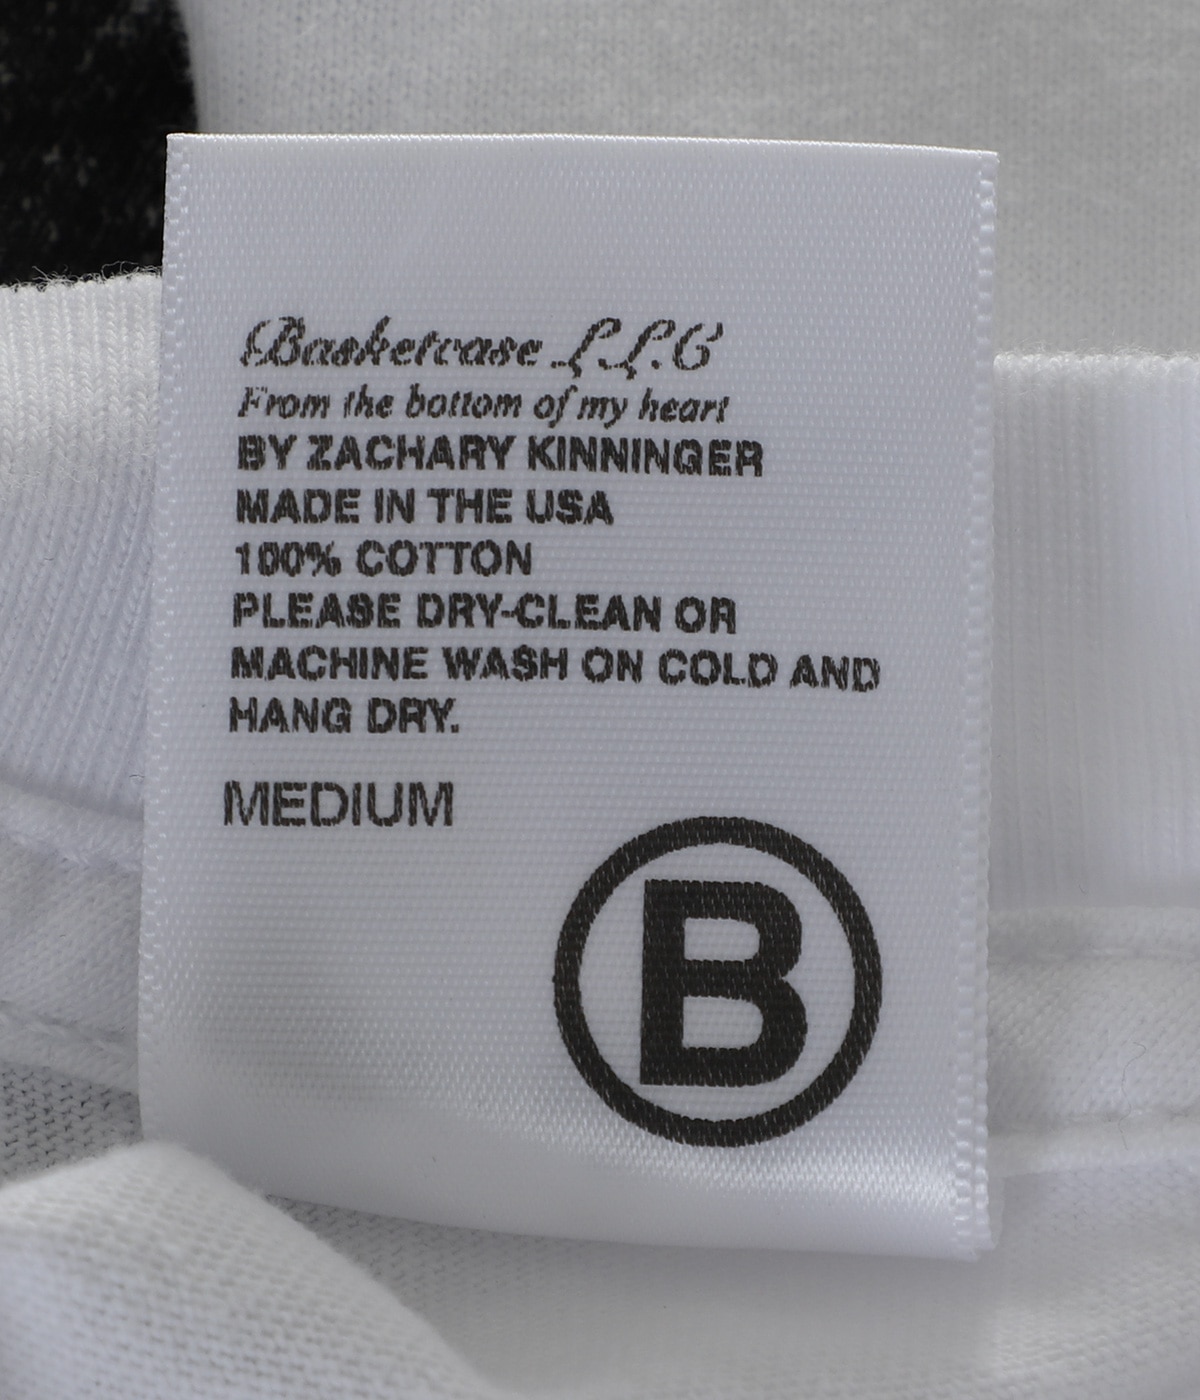 Basketcase L.L.C
From the bottom of my heart
BY ZACHARY KINNINGER
MADE IN THE USA
100% COTTON
PLEASE DRY-CLEAN OR
MACHINE WASH ON COLD AND
HANG DRY.
MEDIUM
B